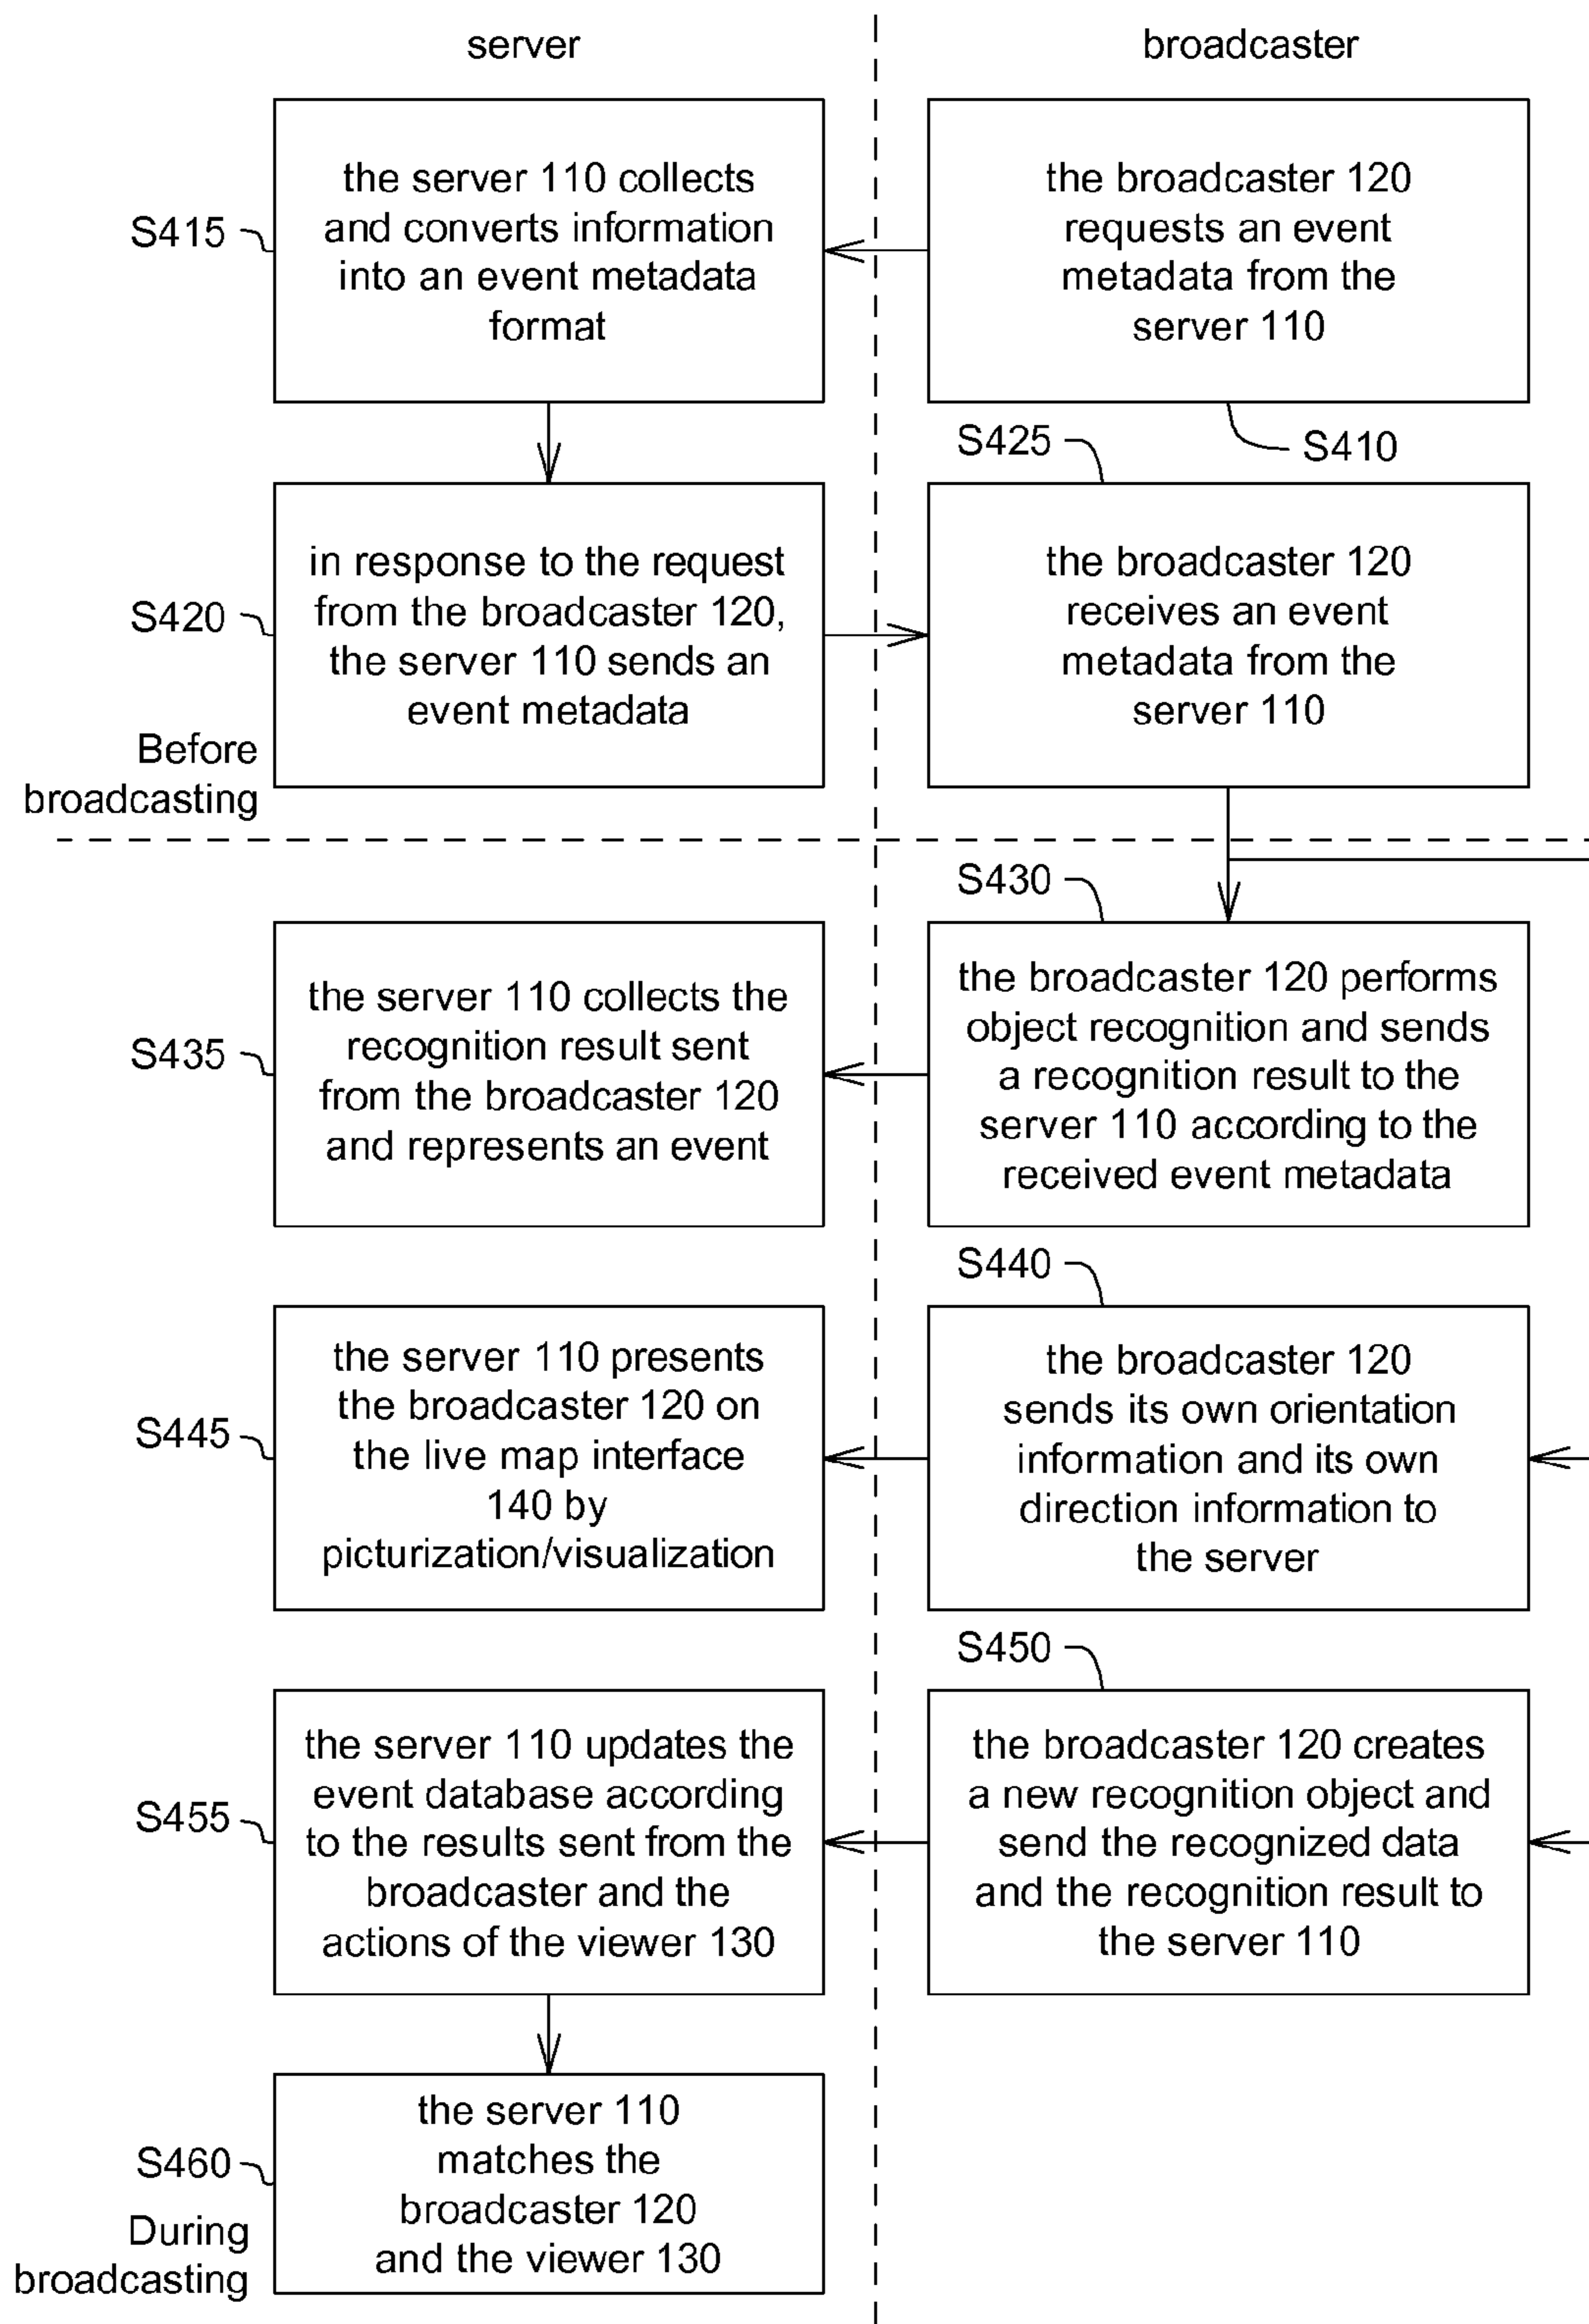 server
broadcaster
S415
the server 110 collects
and converts information
into an event metadata
format
the broadcaster 120
requests an event
metadata from the
server 110
S410
S420
in response to the request
from the broadcaster 120,
the server 110 sends an
event metadata
S425
the broadcaster 120
receives an event
metadata from the
server 110
Before
broadcasting
S430
the broadcaster 120 performs
object recognition and sends
a recognition result to the
server 110 according to the
received event metadata
S435
the server 110 collects the
recognition result sent
from the broadcaster 120
and represents an event
S440
the broadcaster 120
sends its own orientation
information and its own
direction information to
the server
S445
the server 110 presents
the broadcaster 120 on
the live map interface
140 by
picturization/visualization
S450
the broadcaster 120 creates
a new recognition object and
send the recognized data
and the recognition result to
the server 110
S455
the server 110 updates the
event database according
to the results sent from the
broadcaster and the
actions of the viewer 130
S460
the server 110
matches the
broadcaster 120
and the viewer 130
During
broadcasting